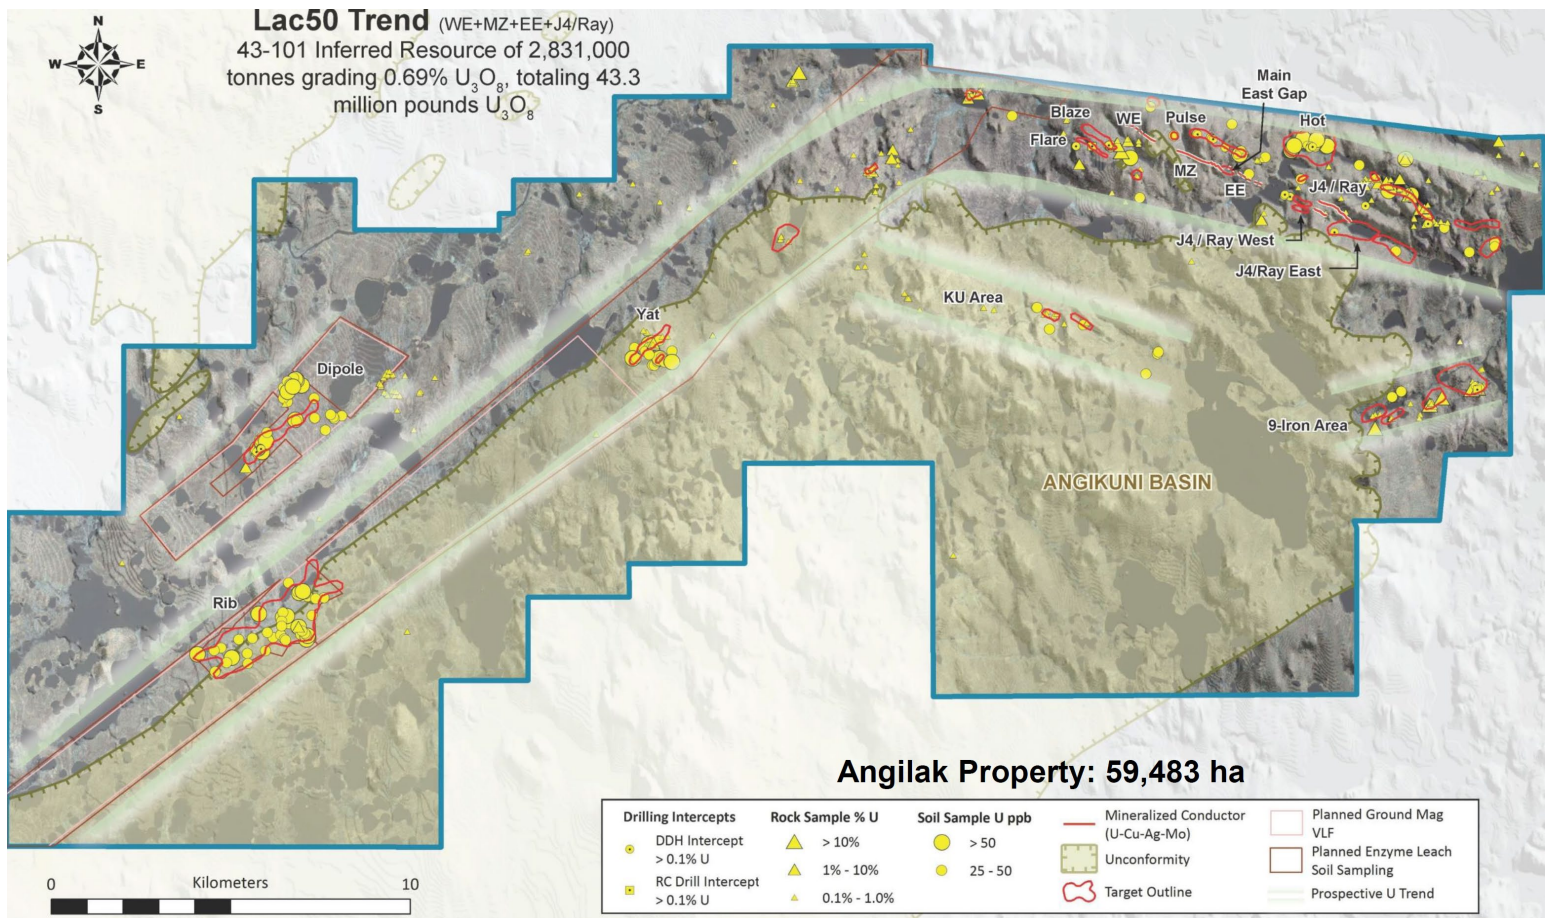 Lac50 Trend (WE+MZ+EE+J4/Ray)
43-101 Inferred Resource of 2,831,000
tonnes grading 0.69% U3O8, totaling 43.3
million pounds U3O8
N
W E
S
Main
East Gap
Blaze
WE
Pulse
Hot
Flare
MZ
EE
J4 / Ray
J4 / Ray West
J4/Ray East
KU Area
Yat
Dipole
9-Iron Area
ANGIKUNI BASIN
Rib
Angilak Property: 59,483 ha
Drilling Intercepts
DDH Intercept
> 0.1% U
RC Drill Intercept
> 0.1% U
Rock Sample % U
> 10%
1% - 10%
0.1% - 1.0%
Soil Sample U ppb
> 50
25 - 50
Mineralized Conductor
(U-Cu-Ag-Mo)
Unconformity
Target Outline
Planned Ground Mag
VLF
Planned Enzyme Leach
Soil Sampling
Prospective U Trend
0 Kilometers 10